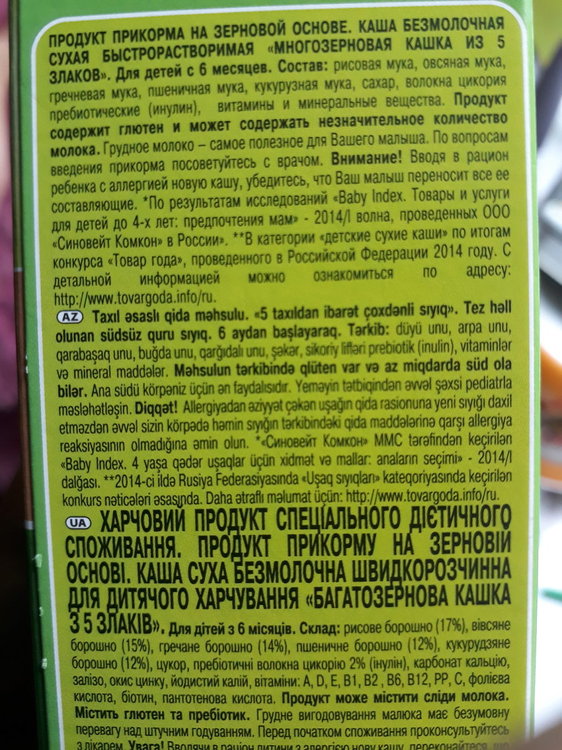 ПРОДУКТ ПРИКОРМА НА ЗЕРНОВОЙ ОСНОВЕ. КАША БЕЗМОЛОЧНАЯ
СУХАЯ БЫСТРОРАСТВОРИМАЯ «МНОГОЗЕРНОВАЯ КАШКА ИЗ 5
ЗЛАКОВ». Для детей с 6 месяцев. Состав: рисовая мука, овсяная мука,
гречневая мука, пшеничная мука, кукурузная мука, сахар, волокна цикория
пребиотические (инулин), витамины и минеральные вещества. Продукт
содержит глютен и может содержать незначительное количество
молока. Грудное молоко – самое полезное для Вашего малыша. По вопросам
введения прикорма посоветуйтесь с врачом. Внимание! Вводя в рацион
ребенка с аллергией новую кашу, убедитесь, что Ваш малыш переносит все ее
составляющие. *По результатам исследований «Baby Index. Товары и услуги
для детей до 4-х лет: предпочтения мам» - 2014/I волна, проведенных ООО
«Синовейт Комкон» в России». **В категории «детские сухие каши» по итогам
конкурса «Товар года», проведенного в Российской Федерации 2014 году. С
детальной информацией можно ознакомиться по адресу:
http://www.tovargoda.info/ru.
AZ Taxıl əsaslı qida məhsulu. «5 taxıldan ibarət çoxdənli sıyıq». Tez həll
olunan südsüz quru sıyıq. 6 aydan başlayaraq. Tərkib: düyü unu, arpa unu,
qarabaşaq unu, buğda unu, qarğıdalı unu, şəkər, sikoriy lifləri prebiotik (inulin), vitaminlər
və mineral maddələr. Məhsulun tərkibində qlüten var və az miqdarda süd ola
bilər. Ana südü körpəniz üçün ən faydalısıdır. Yeməyin tətbiqindən əvvəl şəxsi pediatrla
məsləhətləşin. Diqqət! Allergiyadan əziyyət çəkən uşağın qida rasionuna yeni sıyığı daxil
etməzdən əvvəl sizin körpədə həmin sıyığın tərkibindəki qida maddələrinə qarşı allergiya
reaksiyasının olmadığına əmin olun. *«Синовейт Комкон» MMC tərəfindən keçirilən
«Baby Index. 4 yaşa qədər uşaqlar üçün xidmət və mallar: anaların seçimi» - 2014/I
dalğası. **2014-ci ildə Rusiya Federasiyasında «Uşaq sıyıqları» kateqoriyasında keçirilən
konkurs nəticələri əsasında. Daha ətraflı məlumat üçün: http://www.tovargoda.info/ru.
UA ХАРЧОВИЙ ПРОДУКТ СПЕЦІАЛЬНОГО ДІЄТИЧНОГО
СПОЖИВАННЯ. ПРОДУКТ ПРИКОРМУ НА ЗЕРНОВІЙ
ОСНОВІ. КАША СУХА БЕЗМОЛОЧНА ШВИДКОРОЗЧИННА
ДЛЯ ДИТЯЧОГО ХАРЧУВАННЯ «БАГАТОЗЕРНОВА КАШКА
З 5 ЗЛАКІВ». Для дітей з 6 місяців. Склад: рисове борошно (17%), вівсяне
борошно (15%), гречане борошно (14%), пшеничне борошно (12%), кукурудзяне
борошно (12%), цукор, пребіотичні волокна цикорію 2% (інулін), карбонат кальцію,
залізо, окис цинку, йодистий калій, вітаміни: A, D, E, B1, B2 , B6, B12, PP, C, фолієва
кислота, біотин, пантотенова кислота. Продукт може містити сліди молока.
Містить глютен та пребіотик. Грудне вигодовування малюка має безумовну
перевагу над штучним годуванням. Перед початком споживання проконсультуйтесь
з лікарем. Увага! Вводячи в раціон дитини з алергією нову каши, переконайтеся, що